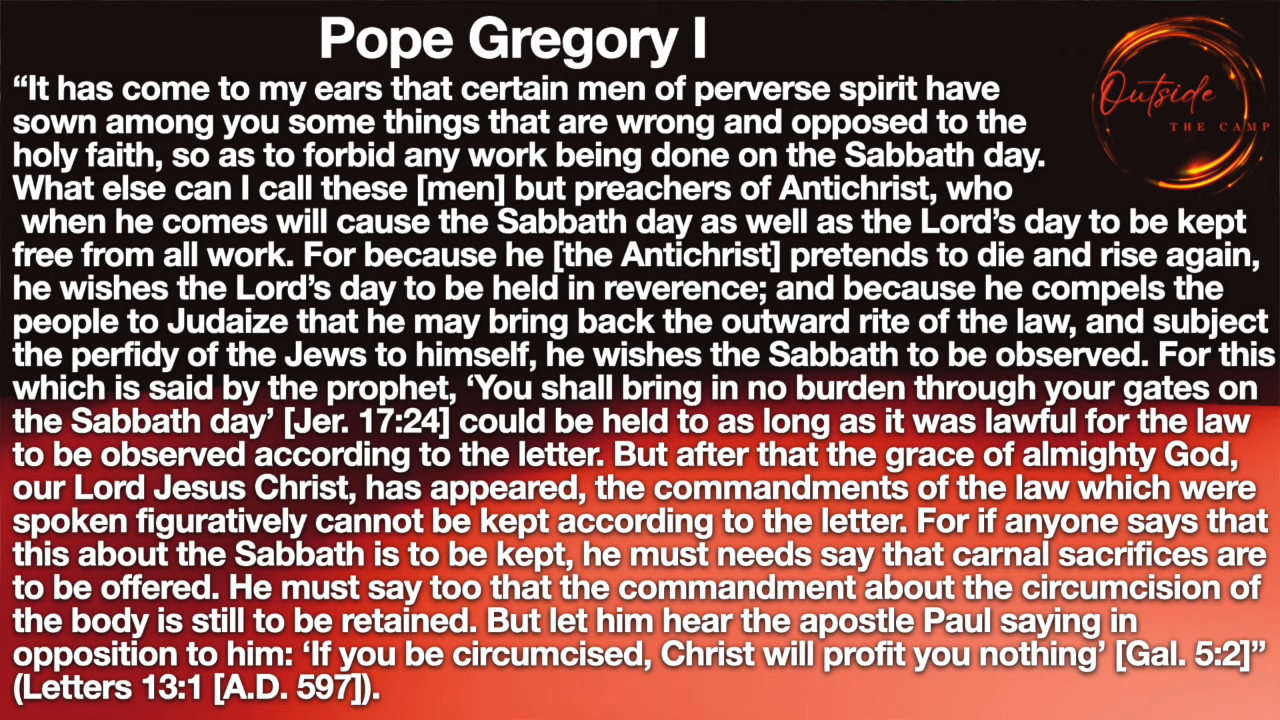 Pope Gregory I
Outside
THE CAMP
“It has come to my ears that certain men of perverse spirit have
sown among you some things that are wrong and opposed to the
holy faith, so as to forbid any work being done on the Sabbath day.
What else can I call these [men] but preachers of Antichrist, who
when he comes will cause the Sabbath day as well as the Lord’s day to be kept
free from all work. For because he [the Antichrist] pretends to die and rise again,
he wishes the Lord’s day to be held in reverence; and because he compels the
people to Judaize that he may bring back the outward rite of the law, and subject
the perfidy of the Jews to himself, he wishes the Sabbath to be observed. For this
which is said by the prophet, ‘You shall bring in no burden through your gates on
the Sabbath day’ [Jer. 17:24] could be held to as long as it was lawful for the law
to be observed according to the letter. But after that the grace of almighty God,
our Lord Jesus Christ, has appeared, the commandments of the law which were
spoken figuratively cannot be kept according to the letter. For if anyone says that
this about the Sabbath is to be kept, he must needs say that carnal sacrifices are
to be offered. He must say too that the commandment about the circumcision of
the body is still to be retained. But let him hear the apostle Paul saying in
opposition to him: ‘If you be circumcised, Christ will profit you nothing’ [Gal. 5:2]”
(Letters 13:1 [A.D. 597]).